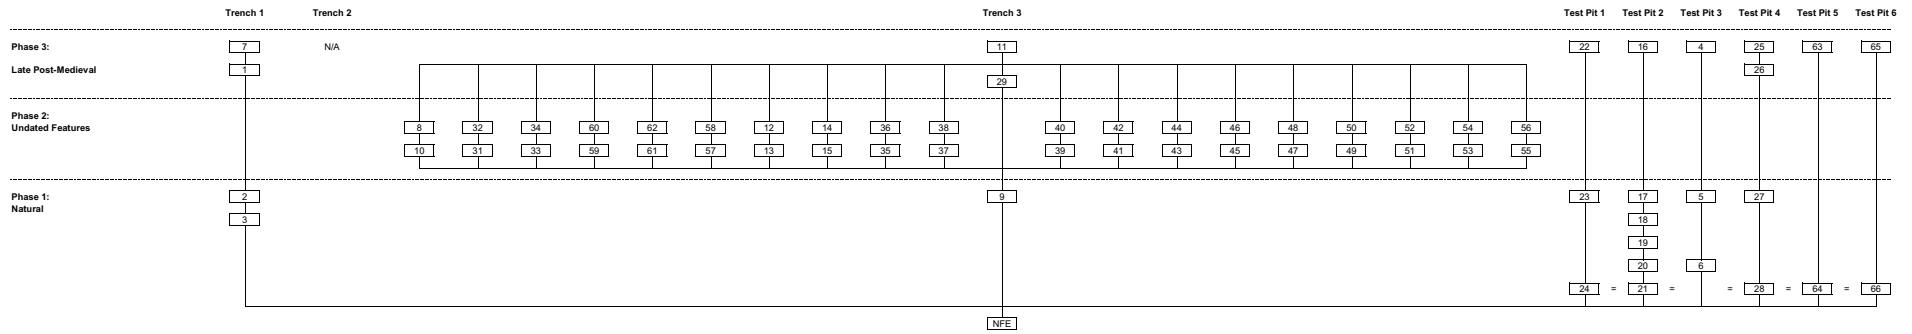 Trench 1 Trench 2 Trench 3 Test Pit 1 Test Pit 2 Test Pit 3 Test Pit 4 Test Pit 5 Test Pit 6
Phase 3: 7 N/A 11 22 16 4 25 63 65
Late Post-Medieval 1 26
29
Phase 2:
Undated Features 8 32 34 60 62 58 12 14 36 38 40 42 44 46 48 50 52 54 56
10 31 33 59 61 57 13 15 35 37 39 41 43 45 47 49 51 53 55
Phase 1: 2 9 23 17 5 27
Natural
3 18
19
20 6
24 = 21 = = 28 = 64 = 66
NFE